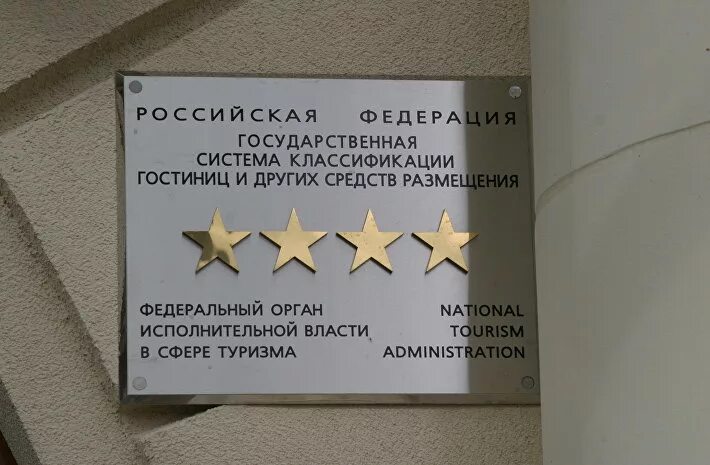 РОССИЙСКАЯ ФЕДЕРАЦИЯ
ГОСУДАРСТВЕННАЯ
СИСТЕМА КЛАССИФИКАЦИИ
ГОСТИНИЦ И ДРУГИХ СРЕДСТВ РАЗМЕЩЕНИЯ
ФЕДЕРАЛЬНЫЙ ОРГАН
ИСПОЛНИТЕЛЬНОЙ ВЛАСТИ
В СФЕРЕ ТУРИЗМА
NATIONAL
TOURISM
ADMINISTRATION